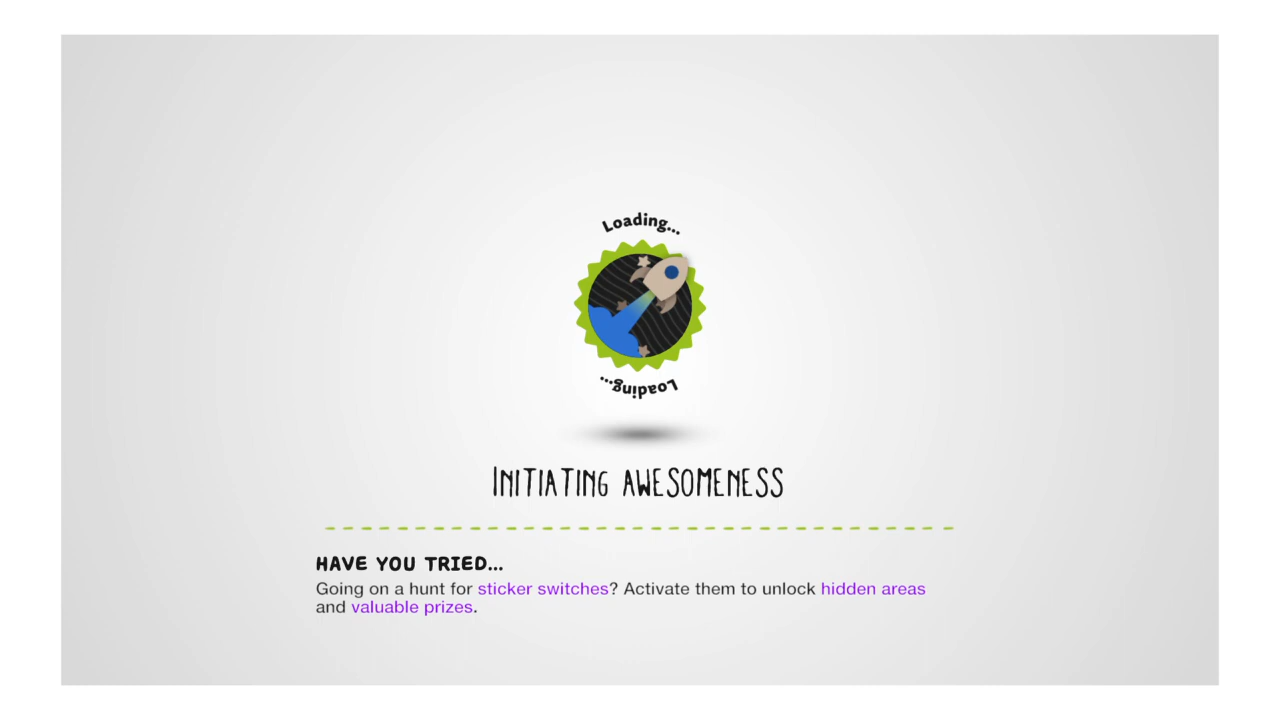 Loading...
Loading...
INITIATING AWESOMENESS
HAVE YOU TRIED...
Going on a hunt for sticker switches? Activate them to unlock hidden areas
and valuable prizes.